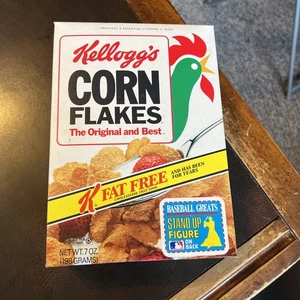 Kellogg's
CORN
FLAKES
The Original and Best
K FAT FREE
AND HAS BEEN
FOR YEARS
BASEBALL GREATS
STAND UP
FIGURE
ON
BACK
NET WT. 7 OZ.
(198 GRAMS)